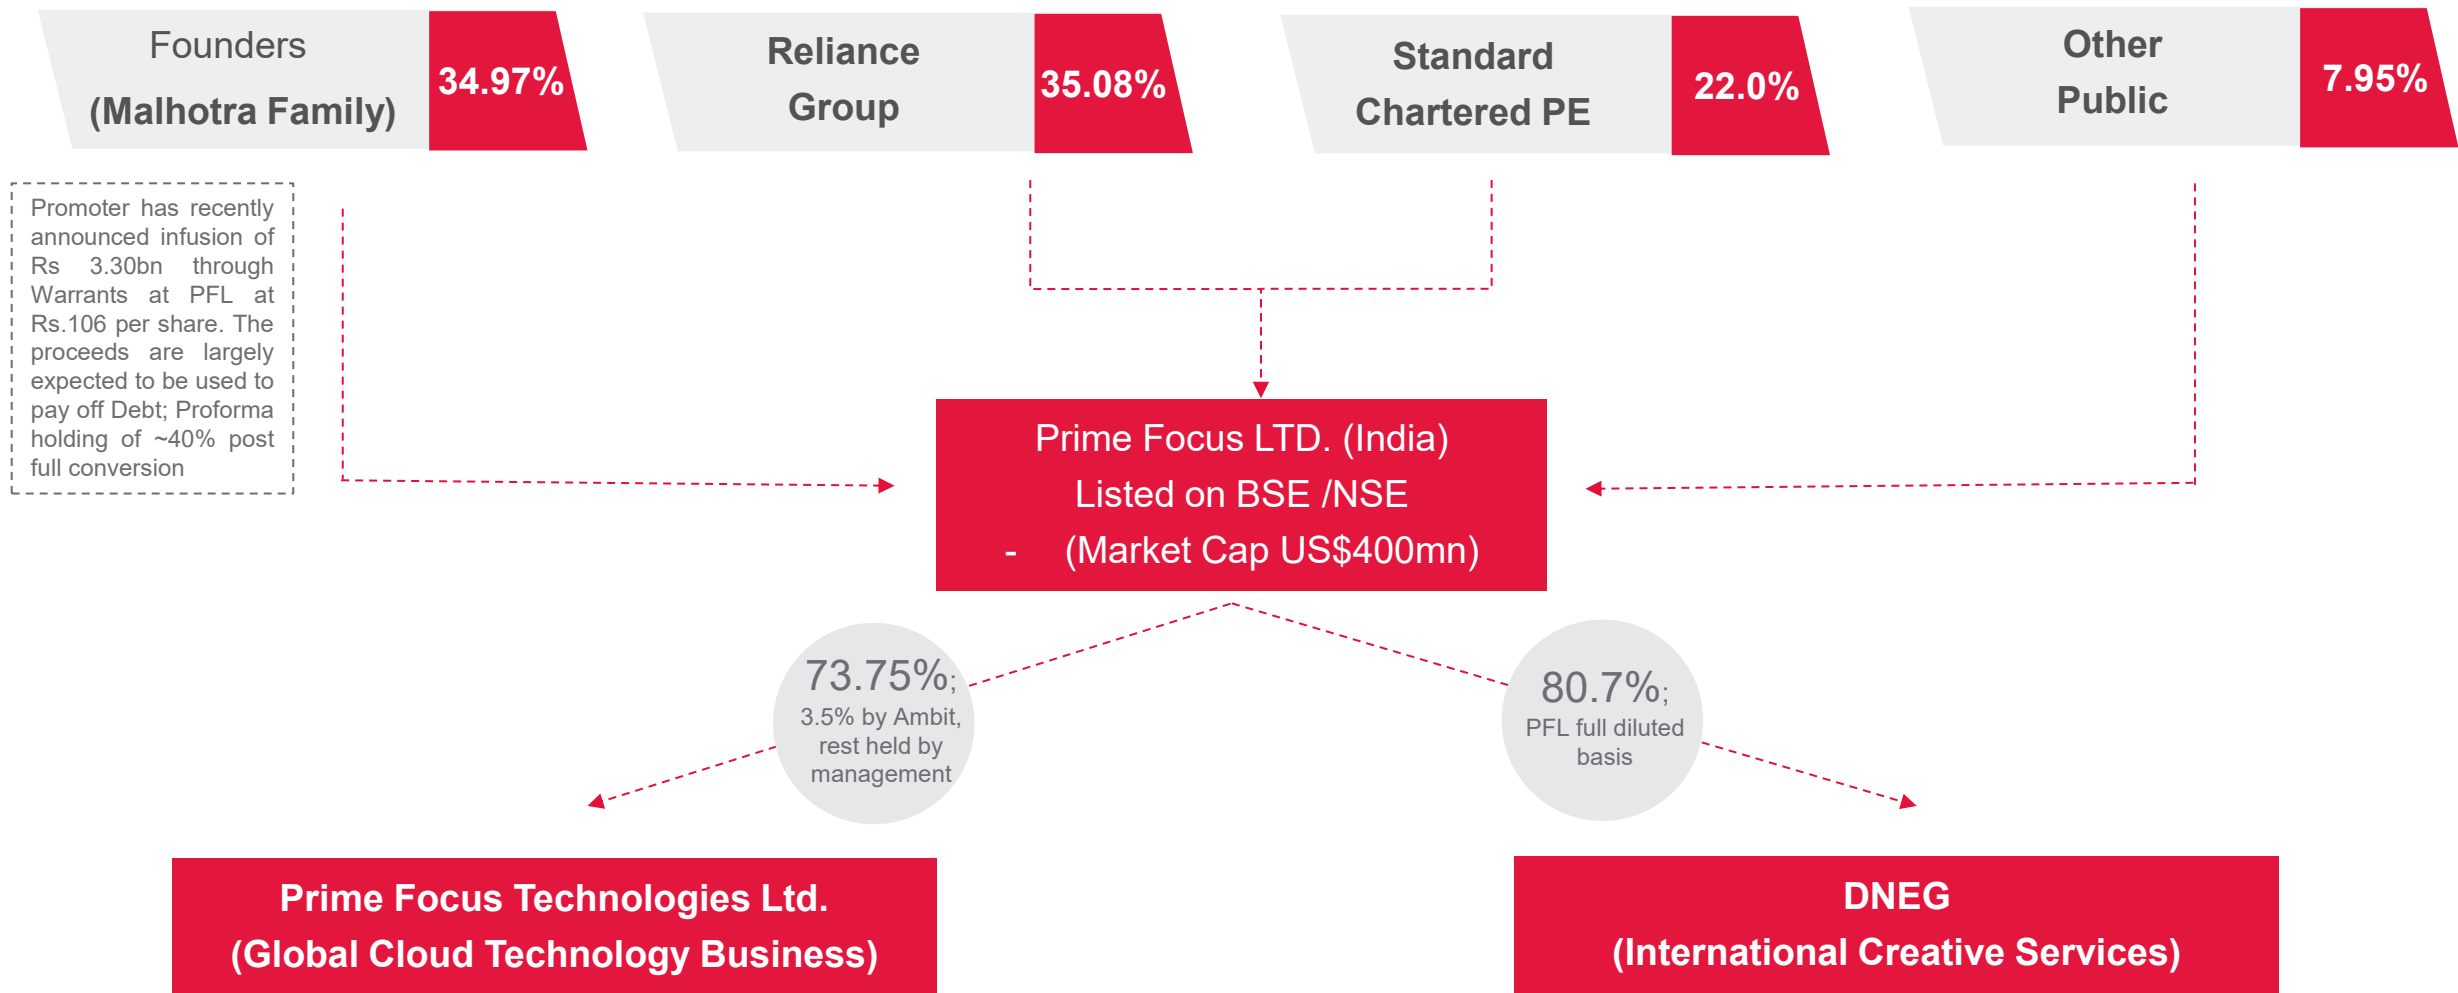 Founders
(Malhotra Family)
34.97%
Reliance
Group
35.08%
Standard
Chartered PE
22.0%
Other
Public
7.95%
Promoter has recently
announced infusion of
Rs 3.30bn through
Warrants at PFL at
Rs.106 per share. The
proceeds are largely
expected to be used to
pay off Debt; Proforma
holding of ~40% post
full conversion
Prime Focus LTD. (India)
Listed on BSE /NSE
- (Market Cap US$400mn)
73.75%;
3.5% by Ambit,
rest held by
management
80.7%;
PFL full diluted
basis
Prime Focus Technologies Ltd.
(Global Cloud Technology Business)
DNEG
(International Creative Services)